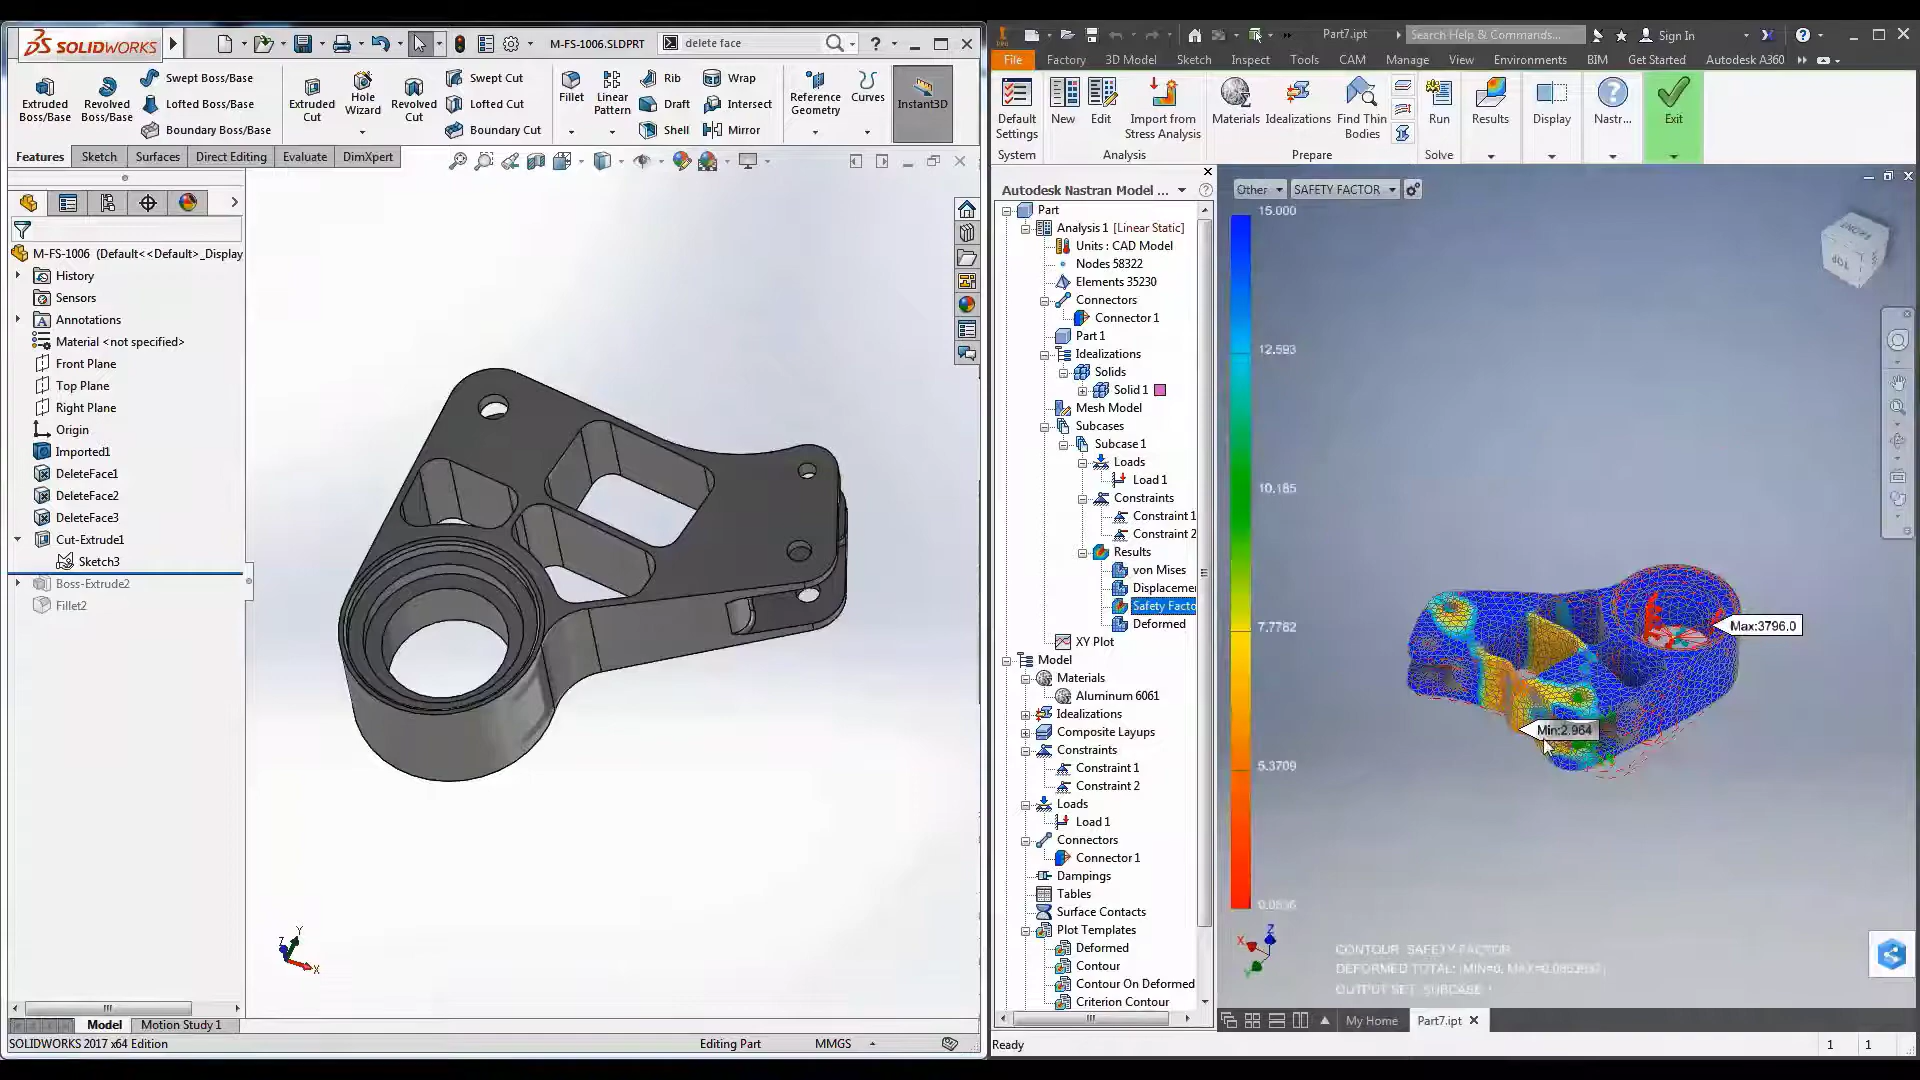 SOLIDWORKS
M-FS-1006.SLDPRT
delete face
Extruded Boss/Base
Revolved Boss/Base
Swept Boss/Base
Lofted Boss/Base
Boundary Boss/Base
Extruded Cut
Hole Wizard
Revolved Cut
Swept Cut
Lofted Cut
Boundary Cut
Fillet
Linear Pattern
Rib
Draft
Shell
Wrap
Intersect
Mirror
Reference Geometry
Curves
Instant3D
Features
Sketch
Surfaces
Direct Editing
Evaluate
DimXpert
M-FS-1006 (Default<<Default>_Display
History
Sensors
Annotations
Material <not specified>
Front Plane
Top Plane
Right Plane
Origin
Imported1
DeleteFace1
DeleteFace2
DeleteFace3
Cut-Extrude1
Sketch3
Boss-Extrude2
Fillet2
Z
Y
X
Model
Motion Study 1
SOLIDWORKS 2017 x64 Edition
Editing Part
MMGS
Part7.ipt
Search Help & Commands...
Sign In
File
Factory
3D Model
Sketch
Inspect
Tools
CAM
Manage
View
Environments
BIM
Get Started
Autodesk A360
Default Settings
New
Edit
Import from Stress Analysis
Materials
Idealizations
Find Thin Bodies
Run
Results
Display
Nastr...
Exit
System
Analysis
Prepare
Solve
Autodesk Nastran Model ...
Part
Analysis 1 [Linear Static]
Units : CAD Model
Nodes 58322
Elements 35230
Connectors
Connector 1
Part 1
Idealizations
Solids
Solid 1
Mesh Model
Subcases
Subcase 1
Loads
Load 1
Constraints
Constraint 1
Constraint 2
Results
von Mises
Displacemen
Safety Facto
Deformed
XY Plot
Model
Materials
Aluminum 6061
Idealizations
Composite Layups
Constraints
Constraint 1
Constraint 2
Loads
Load 1
Connectors
Connector 1
Dampings
Tables
Surface Contacts
Plot Templates
Deformed
Contour
Contour On Deformed
Criterion Contour
Other
SAFETY FACTOR
15.000
12.593
10.185
7.7782
5.3709
FRONT
TOP
Max:3796.0
Min:2.964
Z
X
Y
CONTOUR: SAFETY FACTOR
OUTPUT SET: SUBCASE 1
My Home
Part7.ipt
Ready
1
1